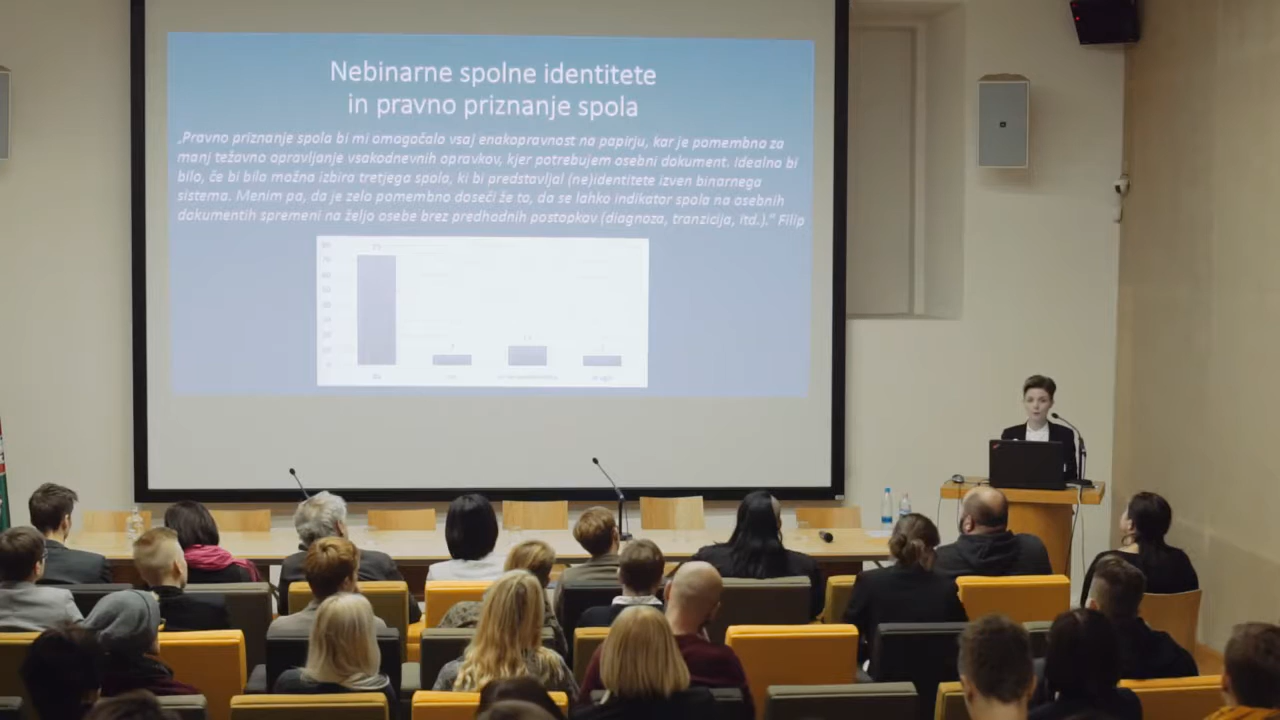 Nebinarne spolne identitete
in pravno priznanje spola
„Pravno priznanje spola bi mi omogočalo vsaj enakopravnost na papirju, kar je pomembno za
manj težavno opravljanje vsakodnevnih opravkov, kjer potrebujem osebni dokument. Idealno bi
bilo, če bi bila možna izbira tretjega spola, ki bi predstavljal (ne)identitete izven binarnega
sistema. Menim pa, da je zelo pomembno doseči že to, da se lahko indikator spola na osebnih
dokumentih spremeni na željo osebe brez predhodnih postopkov (diagnoza, tranzicija, itd.)." Filip